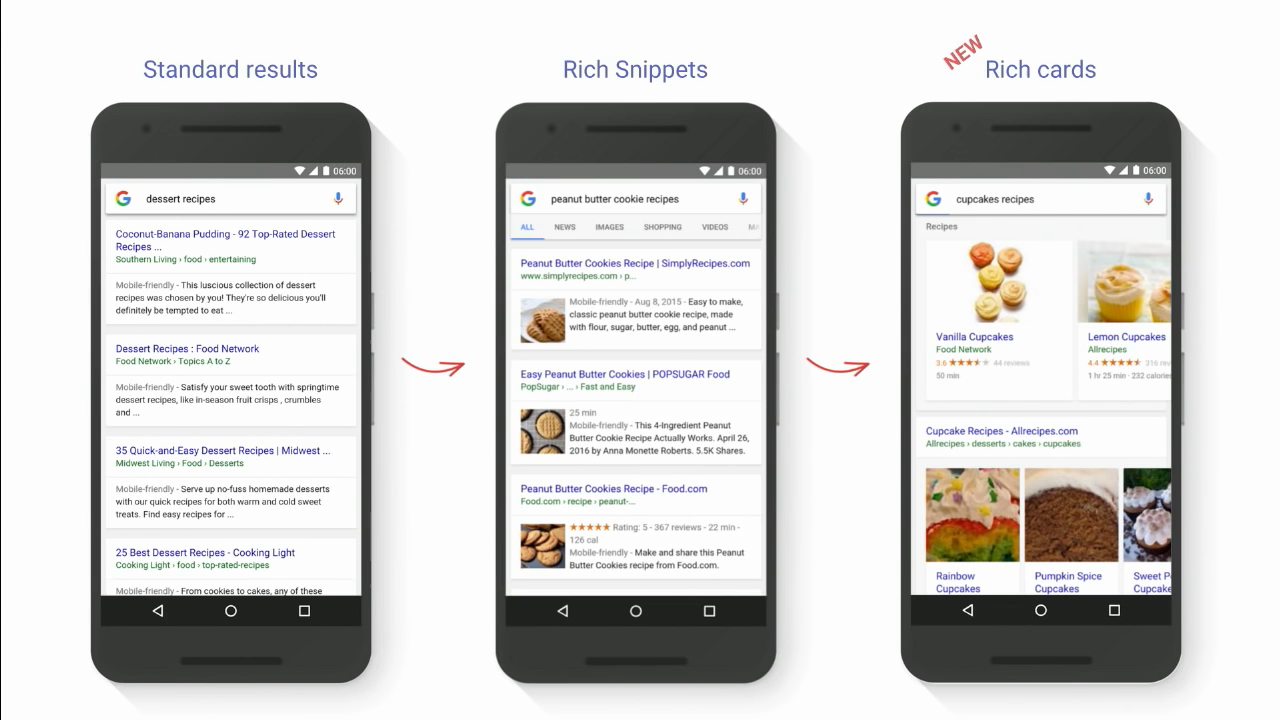 Standard results
06:00
dessert recipes
Coconut-Banana Pudding - 92 Top-Rated Dessert
Recipes ...
Southern Living › food › entertaining
Mobile-friendly - This luscious collection of dessert
recipes was chosen by you! They're so delicious you'll
definitely be tempted to eat ...
Dessert Recipes : Food Network
Food Network › Topics A to Z
Mobile-friendly - Satisfy your sweet tooth with springtime
dessert recipes, like in-season fruit crisps , crumbles
and ...
35 Quick-and-Easy Dessert Recipes | Midwest ...
Midwest Living › Food › Desserts
Mobile-friendly - Serve up no-fuss homemade desserts
with our quick recipes for both warm and cold sweet
treats. Find easy recipes for ...
25 Best Dessert Recipes - Cooking Light
Cooking Light › food › top-rated-recipes
Mobile-friendly - From cookies to cakes, any of these
Rich Snippets
06:00
peanut butter cookie recipes
ALL NEWS IMAGES SHOPPING VIDEOS MA
Peanut Butter Cookies Recipe | SimplyRecipes.com
www.simplyrecipes.com › p...
Mobile-friendly - Aug 8, 2015 - Easy to make,
classic peanut butter cookie recipe, made
with flour, sugar, butter, egg, and peanut ...
Easy Peanut Butter Cookies | POPSUGAR Food
PopSugar › ... › Fast and Easy
25 min
Mobile-friendly - This 4-Ingredient Peanut
Butter Cookie Recipe Actually Works. April 26,
2016 by Anna Monette Roberts. 5.5K Shares.
Peanut Butter Cookies Recipe - Food.com
Food.com › recipe › peanut-...
★★★★★ Rating: 5 - 367 reviews - 22 min -
126 cal
Mobile-friendly - Make and share this Peanut
Butter Cookies recipe from Food.com.
NEW
Rich cards
06:00
cupcakes recipes
Recipes
Vanilla Cupcakes
Food Network
3.6 ★★★★★ 44 reviews
50 min
Lemon Cupcakes
Allrecipes
4.4 ★★★★★ 316 rev
1 hr 25 min · 232 calories
Cupcake Recipes - Allrecipes.com
Allrecipes › desserts › cakes › cupcakes
Rainbow
Cupcakes
Pumpkin Spice
Cupcakes
Sweet P
Cupcakes